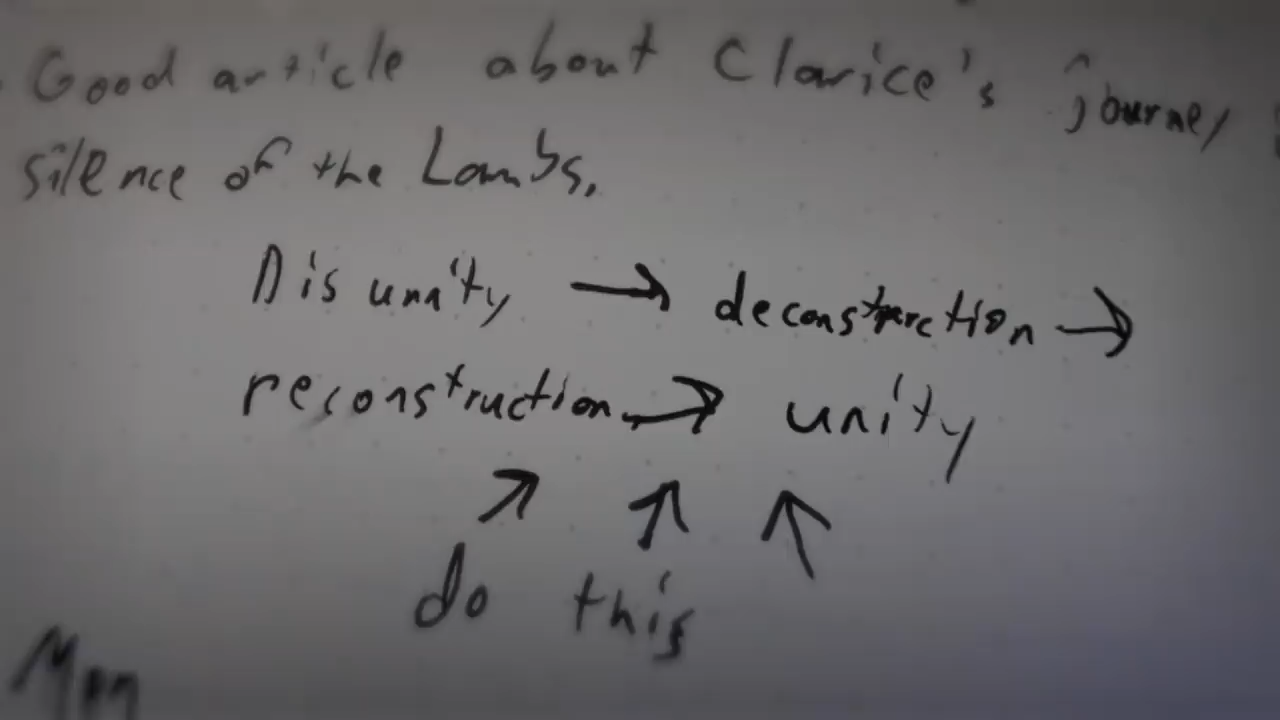 Good article about Clarice's journey
silence of the Lambs.
Disunity → deconstruction →
reconstruction → unity
↗ ↑ ↖
do this